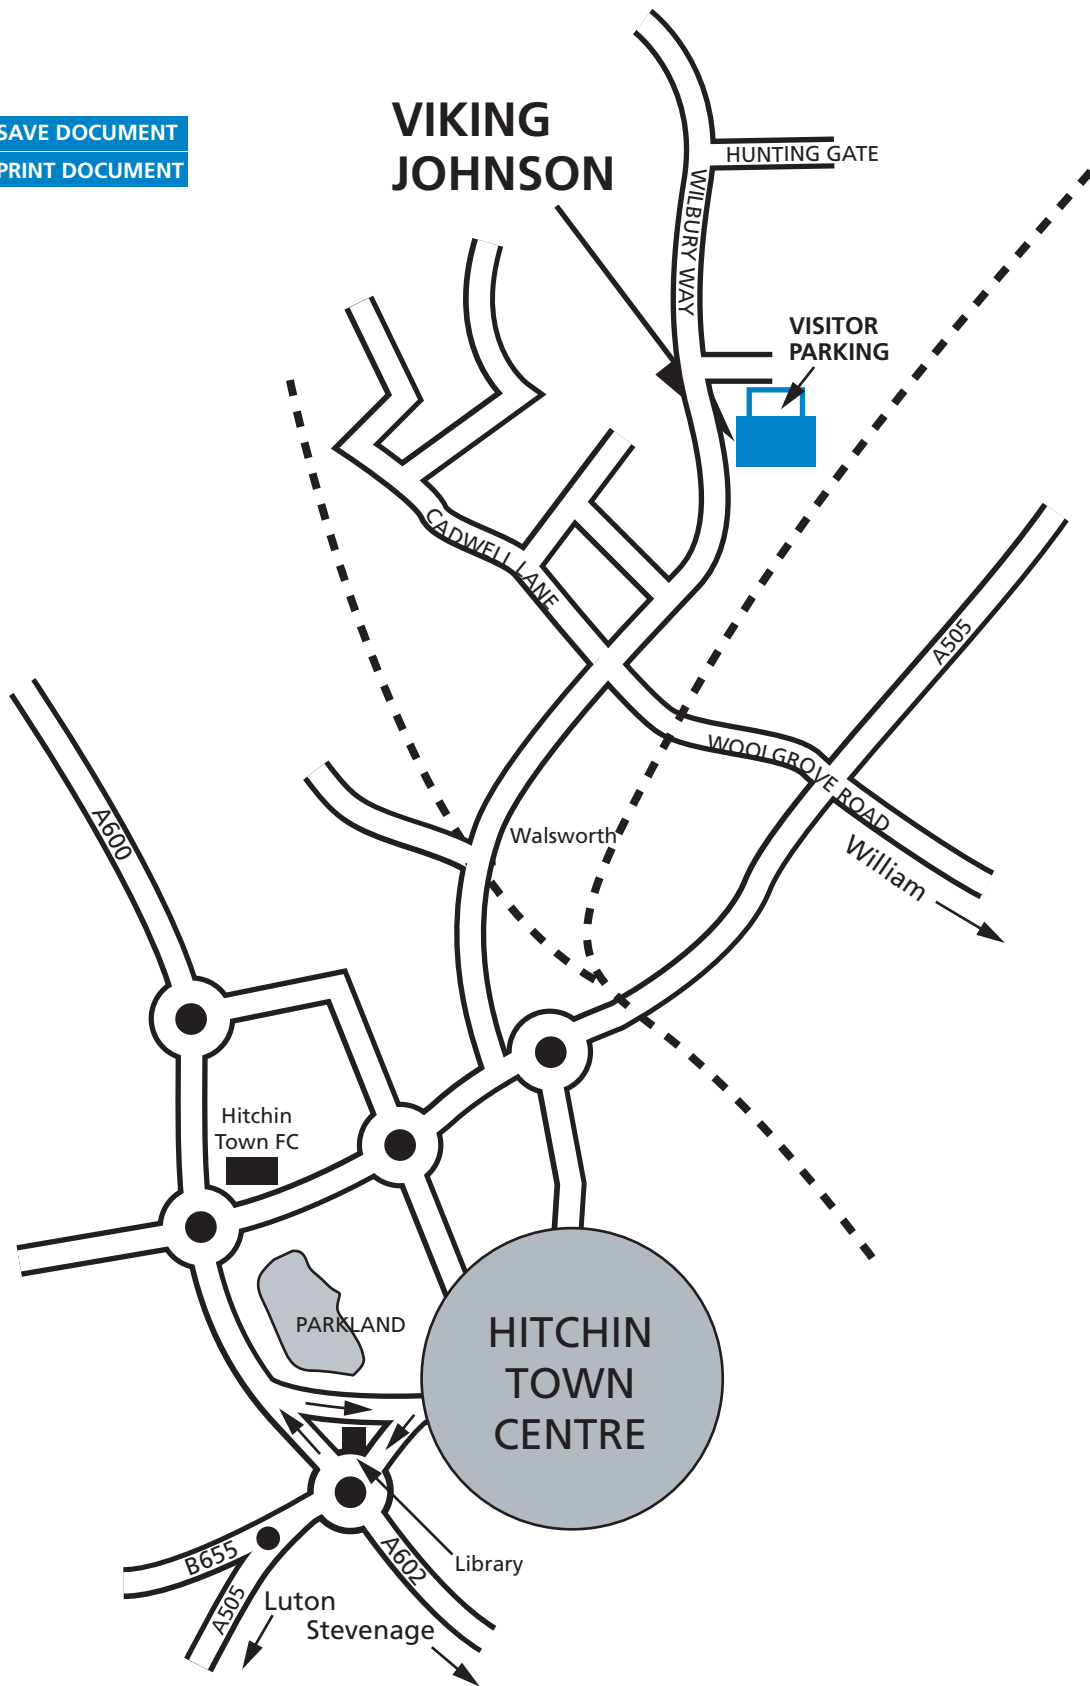 SAVE DOCUMENT
PRINT DOCUMENT
VIKING
JOHNSON
HUNTING GATE
WILBURY WAY
VISITOR
PARKING
CADWELL LANE
A505
WOOLGROVE ROAD
A600
Walsworth
William
Hitchin
Town FC
PARKLAND
HITCHIN
TOWN
CENTRE
B655
A602
Library
A505
Luton
Stevenage